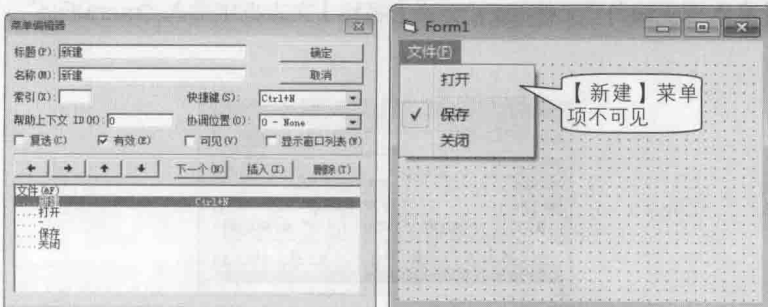 菜单编辑器
标题(P): 新建
确定
名称(M): 新建
取消
索引(X):
快捷键(S): Ctrl+N
帮助上下文 ID(H): 0
协调位置(O): 0 - None
复选(C)
有效(E)
可见(V)
显示窗口列表(W)
下一个(N)
插入(I)
删除(T)
文件(&F)
....新建 Ctrl+N
....打开
....-
....保存
....关闭
Form1
文件(F)
打开
保存
关闭
【新建】菜单
项不可见